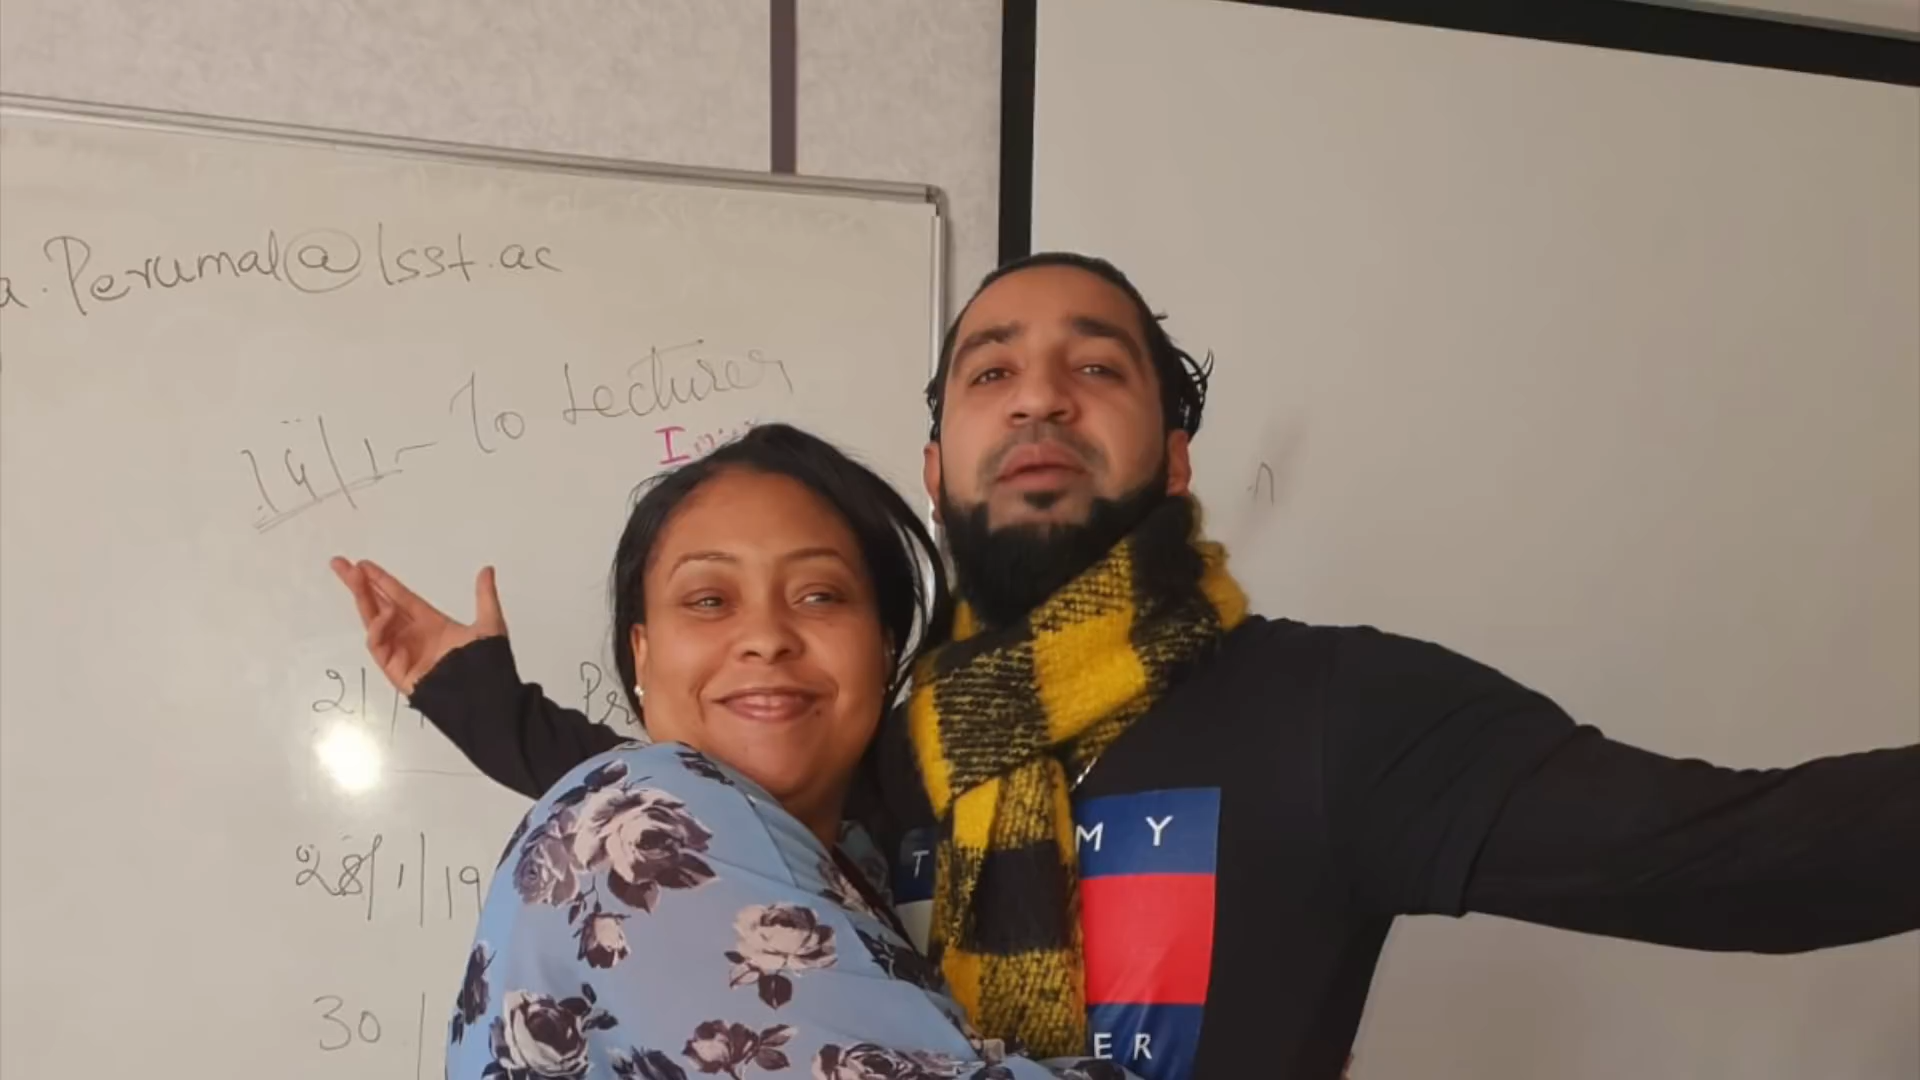 a.Perumal@lsst.ac
14/1 - To Lecturer
21/
28/1/19
30
MY
ER